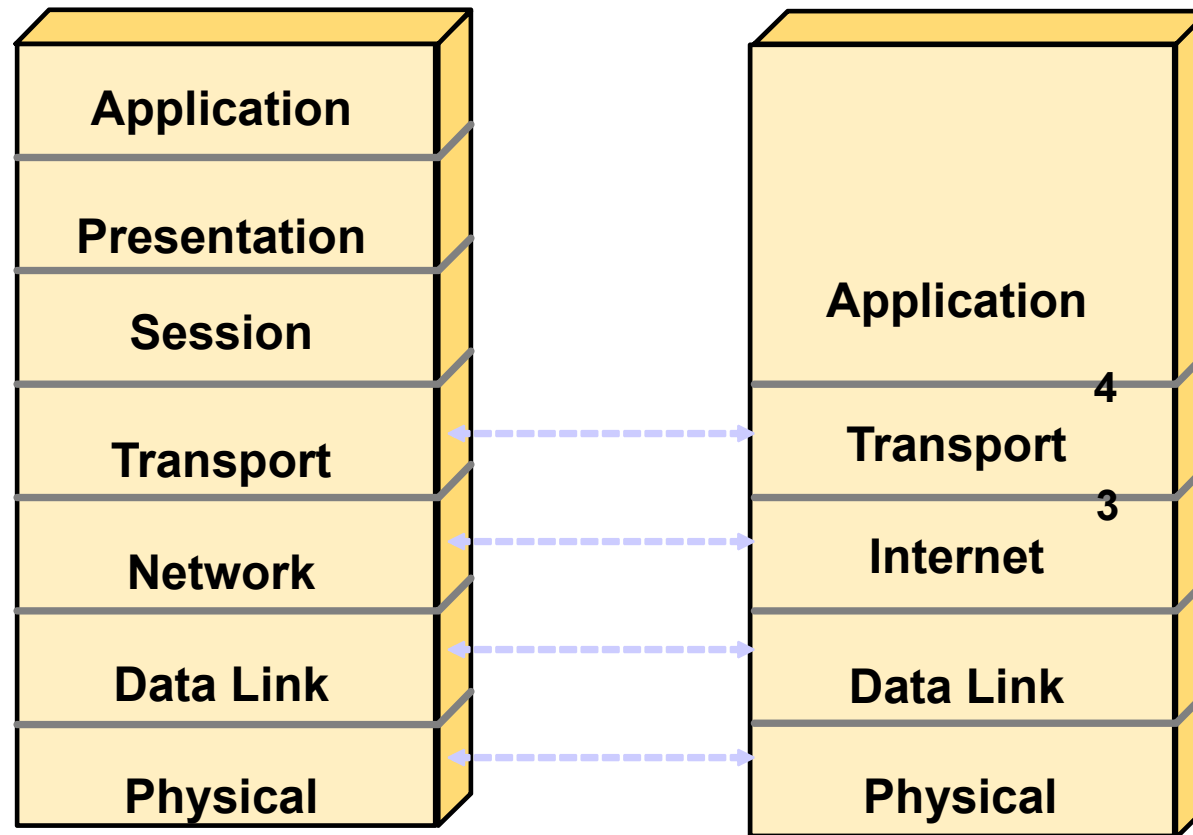 Application
Presentation
Session
Transport
Network
Data Link
Physical
Application
4
Transport
3
Internet
Data Link
Physical